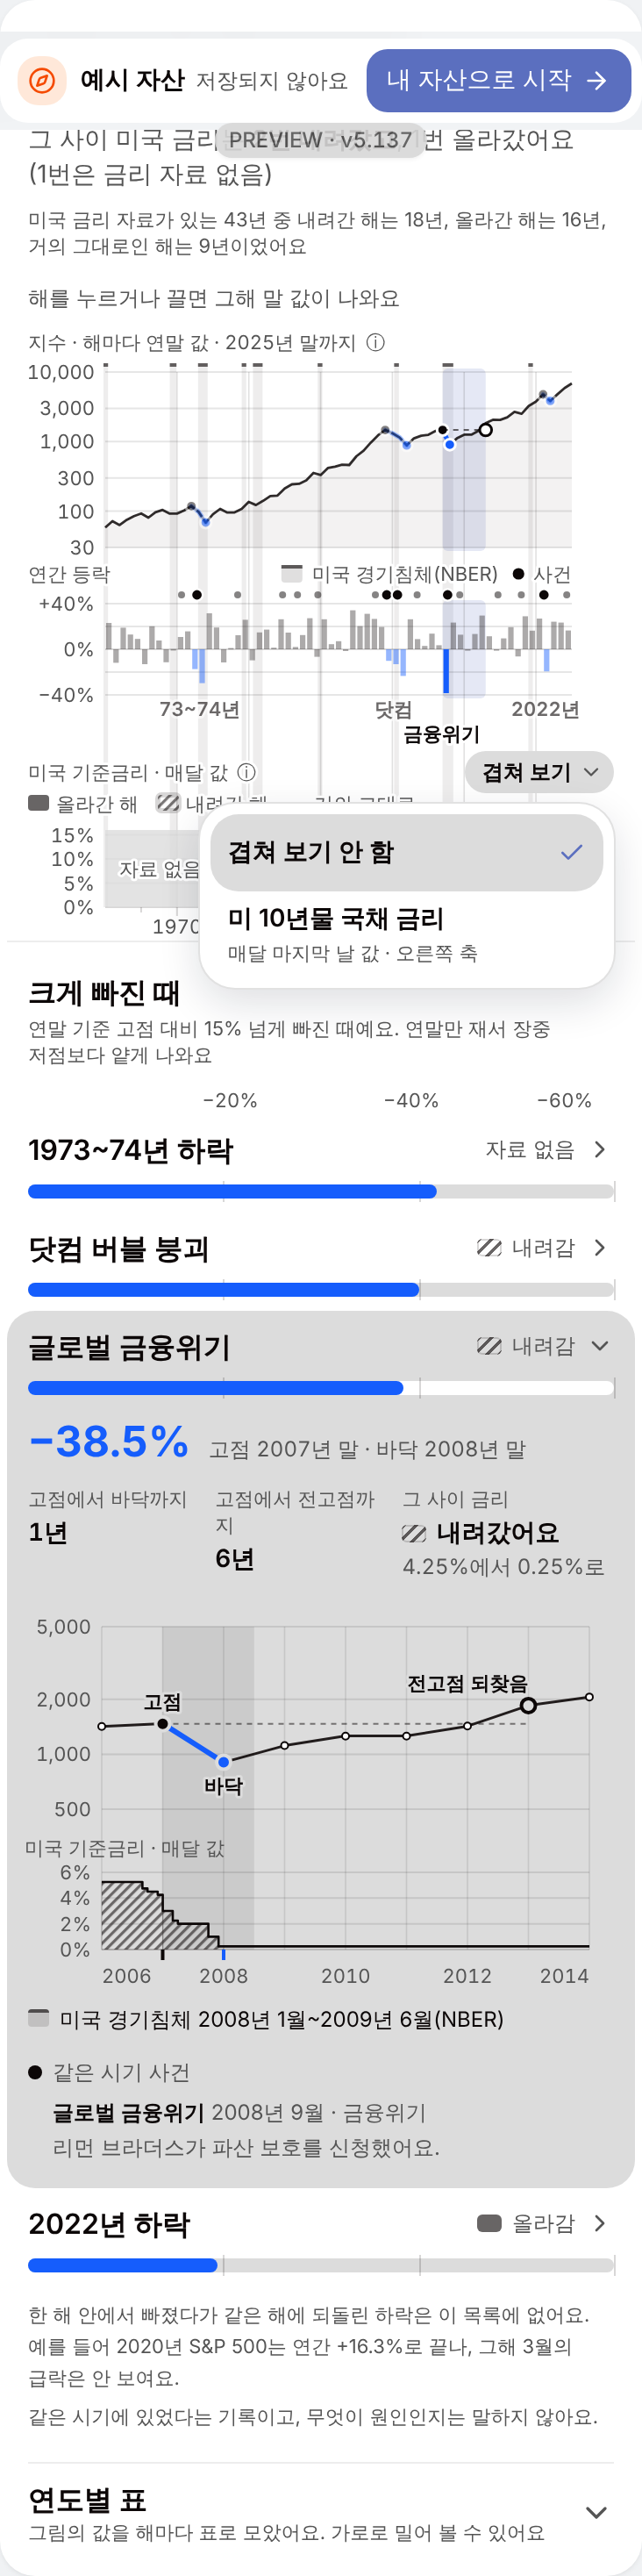 예시 자산 저장되지 않아요
내 자산으로 시작 →
그 사이 미국 금리 번 올라갔어요
PREVIEW · v5.137
(1번은 금리 자료 없음)
미국 금리 자료가 있는 43년 중 내려간 해는 18년, 올라간 해는 16년,
거의 그대로인 해는 9년이었어요
해를 누르거나 끌면 그해 말 값이 나와요
지수 · 해마다 연말 값 · 2025년 말까지 ⓘ
10,000
3,000
1,000
300
100
30
연간 등락
미국 경기침체(NBER) ● 사건
+40%
0%
−40%
73~74년 닷컴 2022년
금융위기
미국 기준금리 · 매달 값 ⓘ
겹쳐 보기
올라간 해
15%
10%
5%
0%
자료 없음
1970
겹쳐 보기 안 함
미 10년물 국채 금리
매달 마지막 날 값 · 오른쪽 축
크게 빠진 때
연말 기준 고점 대비 15% 넘게 빠진 때예요. 연말만 재서 장중
저점보다 얕게 나와요
−20% −40% −60%
1973~74년 하락 자료 없음
닷컴 버블 붕괴 내려감
글로벌 금융위기 내려감
−38.5% 고점 2007년 말 · 바닥 2008년 말
고점에서 바닥까지
1년
고점에서 전고점까
지
6년
그 사이 금리
내려갔어요
4.25%에서 0.25%로
5,000
2,000
1,000
500
고점
바닥
전고점 되찾음
미국 기준금리 · 매달 값
6%
4%
2%
0%
2006 2008 2010 2012 2014
미국 경기침체 2008년 1월~2009년 6월(NBER)
● 같은 시기 사건
글로벌 금융위기 2008년 9월 · 금융위기
리먼 브라더스가 파산 보호를 신청했어요.
2022년 하락 올라감
한 해 안에서 빠졌다가 같은 해에 되돌린 하락은 이 목록에 없어요.
예를 들어 2020년 S&P 500는 연간 +16.3%로 끝나, 그해 3월의
급락은 안 보여요.
같은 시기에 있었다는 기록이고, 무엇이 원인인지는 말하지 않아요.
연도별 표
그림의 값을 해마다 표로 모았어요. 가로로 밀어 볼 수 있어요